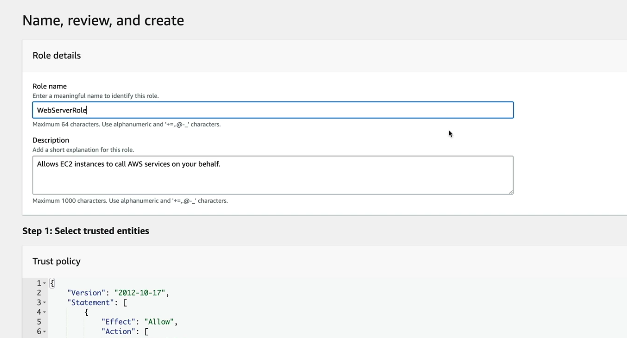 Name, review, and create
Role details
Role name
Enter a meaningful name to identify this role.
WebServerRole
Maximum 64 characters. Use alphanumeric and '+=,.@-_' characters.
Description
Add a short explanation for this role.
Allows EC2 instances to call AWS services on your behalf.
Maximum 1000 characters. Use alphanumeric and '+=,.@-_' characters.
Step 1: Select trusted entities
Trust policy
1 {
2 "Version": "2012-10-17",
3 "Statement": [
4 {
5 "Effect": "Allow",
6 "Action": [